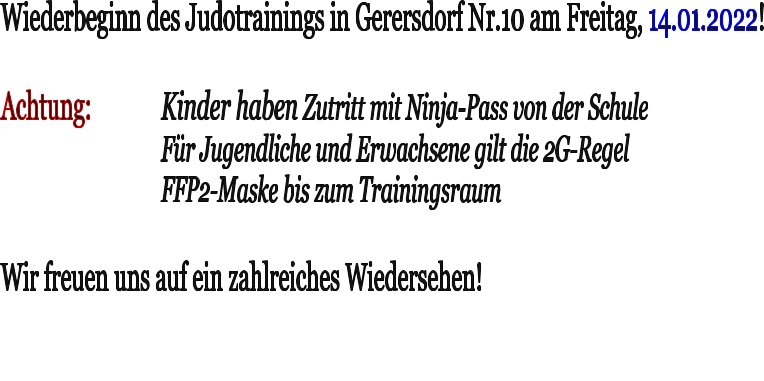 Wiederbeginn des Judotrainings in Gerersdorf Nr.10 am Freitag, 14.01.2022!
Achtung: Kinder haben Zutritt mit Ninja-Pass von der Schule
Für Jugendliche und Erwachsene gilt die 2G-Regel
FFP2-Maske bis zum Trainingsraum
Wir freuen uns auf ein zahlreiches Wiedersehen!